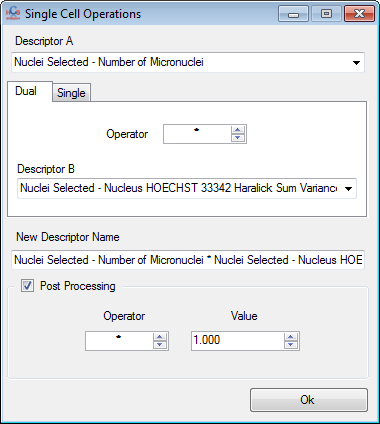 Single Cell Operations
Descriptor A
Nuclei Selected - Number of Micronuclei
Dual Single
Operator *
Descriptor B
Nuclei Selected - Nucleus HOECHST 33342 Haralick Sum Variance
New Descriptor Name
Nuclei Selected - Number of Micronuclei * Nuclei Selected - Nucleus HOE
Post Processing
Operator Value
* 1.000
Ok